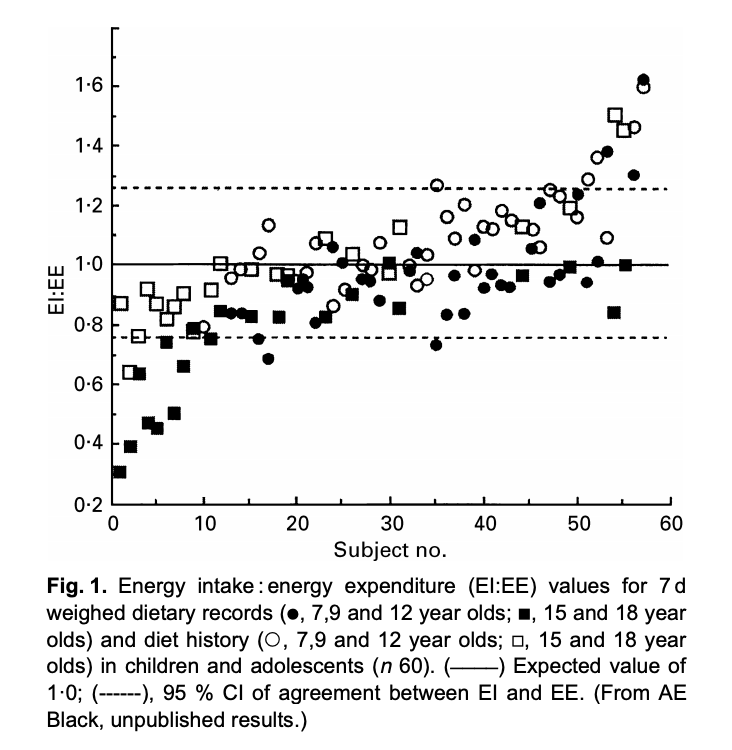 1·6
1·4
1·2
1·0
0·8
0·6
0·4
0·2
EI:EE
0 10 20 30 40 50 60
Subject no.
Fig. 1. Energy intake : energy expenditure (EI:EE) values for 7 d
weighed dietary records (●, 7,9 and 12 year olds; ■, 15 and 18 year
olds) and diet history (○, 7,9 and 12 year olds; □, 15 and 18 year
olds) in children and adolescents (n 60). (——) Expected value of
1·0; (------), 95 % CI of agreement between EI and EE. (From AE
Black, unpublished results.)